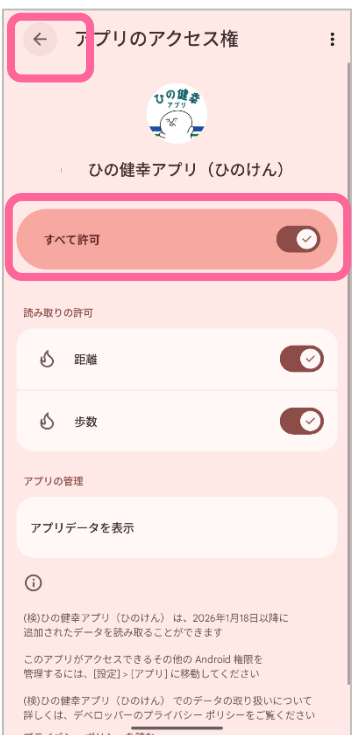 アプリのアクセス権
ひの健幸
アプリ
ひの健幸アプリ（ひのけん）
すべて許可
読み取りの許可
距離
歩数
アプリの管理
アプリデータを表示
(検)ひの健幸アプリ（ひのけん） は、2026年1月18日以降に
追加されたデータを読み取ることができます
このアプリがアクセスできるその他の Android 権限を
管理するには、[設定] > [アプリ] に移動してください
(検)ひの健幸アプリ（ひのけん） でのデータの取り扱いについて
詳しくは、デベロッパーのプライバシー ポリシーをご覧ください